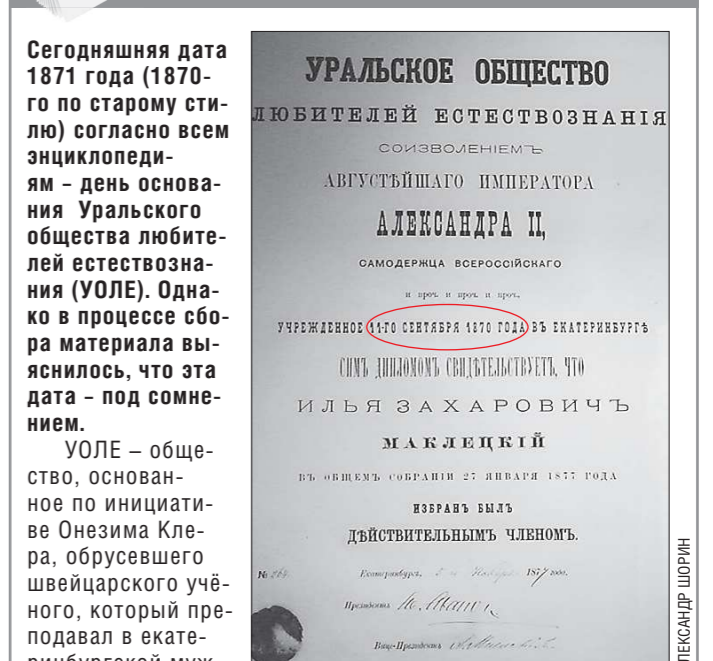 Сегодняшняя дата
1871 года (1870-
го по старому сти-
лю) согласно всем
энциклопеди-
ям – день основа-
ния Уральского
общества любите-
лей естествозна-
ния (УОЛЕ). Одна-
ко в процессе сбо-
ра материала вы-
яснилось, что эта
дата – под сомне-
нием.
УОЛЕ – обще-
ство, основан-
ное по инициати-
ве Онезима Кле-
ра, обрусевшего
швейцарского учё-
ного, который пре-
подавал в екате-
ринбургской муж-
УРАЛЬСКОЕ ОБЩЕСТВО
ЛЮБИТЕЛЕЙ ЕСТЕСТВОЗНАНІЯ
СОИЗВОЛЕНІЕМЪ
АВГУСТѢЙШАГО ИМПЕРАТОРА
АЛЕКСАНДРА II,
САМОДЕРЖЦА ВСЕРОССІЙСКАГО
и проч. и проч. и проч.
УЧРЕЖДЕННОЕ 11-ГО СЕНТЯБРЯ 1870 ГОДА ВЪ ЕКАТЕРИНБУРГѢ
СИМЪ ДИПЛОМОМЪ СВИДѢТЕЛЬСТВУЕТЪ, ЧТО
ИЛЬЯ ЗАХАРОВИЧЪ
МАКЛЕЦКІЙ
ВЪ ОБЩЕМЪ СОБРАНІИ 27 ЯНВАРЯ 1877 ГОДА
ИЗБРАНЪ БЫЛЪ
ДѢЙСТВИТЕЛЬНЫМЪ ЧЛЕНОМЪ.
№
Екатеринбургъ, 1877 года.
Президентъ
Вице-Президентъ
ЛЕКСАНДР ШОРИН